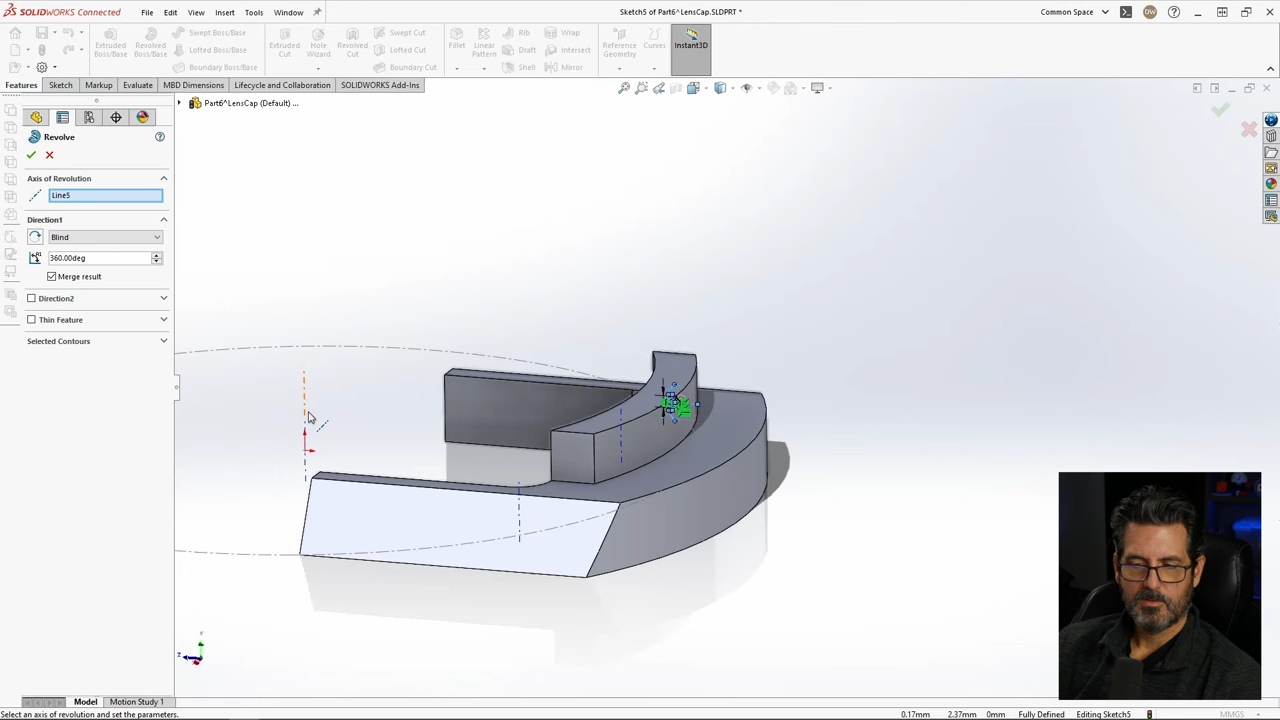 SOLIDWORKS Connected
File
Edit
View
Insert
Tools
Window
Sketch5 of Part6^LensCap.SLDPRT *
Common Space
DW
Extruded Boss/Base
Revolved Boss/Base
Swept Boss/Base
Lofted Boss/Base
Boundary Boss/Base
Extruded Cut
Hole Wizard
Revolved Cut
Swept Cut
Lofted Cut
Boundary Cut
Fillet
Linear Pattern
Rib
Draft
Shell
Wrap
Intersect
Mirror
Reference Geometry
Curves
Instant3D
Features
Sketch
Markup
Evaluate
MBD Dimensions
Lifecycle and Collaboration
SOLIDWORKS Add-Ins
Part6^LensCap (Default) ...
Revolve
Axis of Revolution
Line5
Direction1
Blind
360.00deg
Merge result
Direction2
Thin Feature
Selected Contours
Y
Z
Model
Motion Study 1
Select an axis of revolution and set the parameters.
0.17mm
2.37mm
0mm
Fully Defined
Editing Sketch5
MMGS